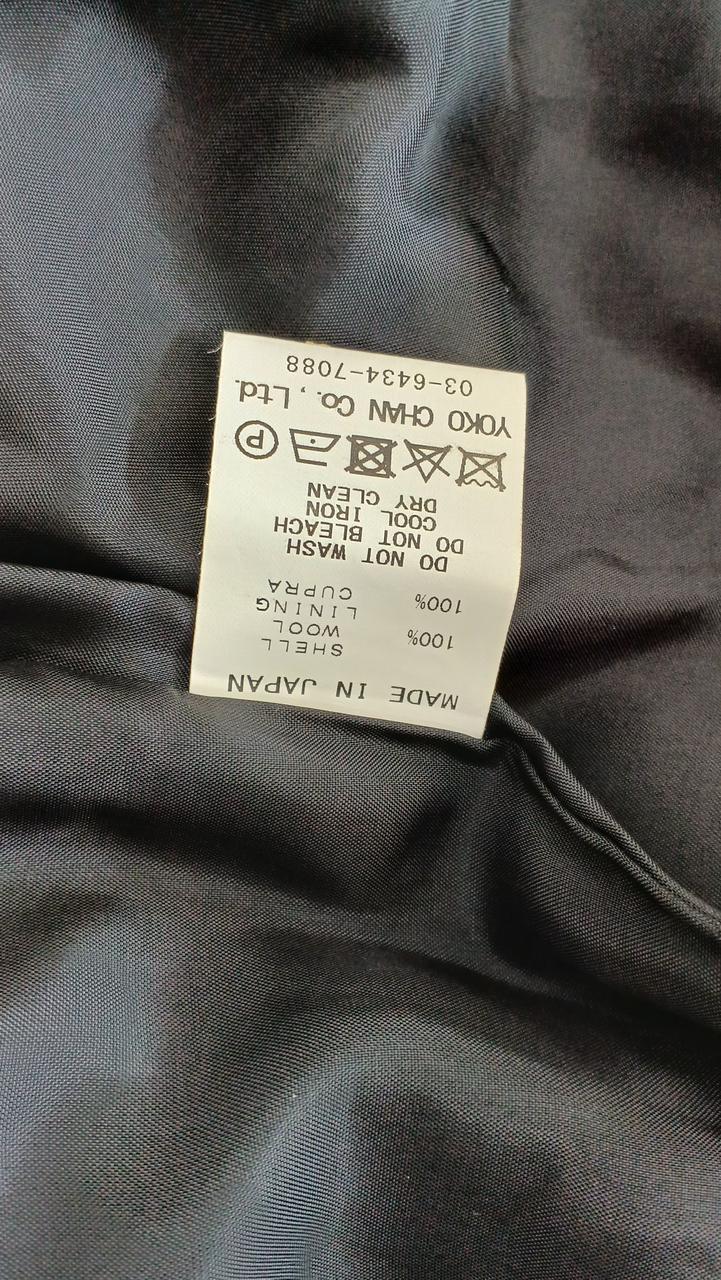 MADE IN JAPAN
SHELL
WOOL 100%
LINING
CUPRA 100%
DO NOT WASH
DO NOT BLEACH
COOL IRON
DRY CLEAN
P
YOKO CHAN Co., Ltd.
03-6434-7088